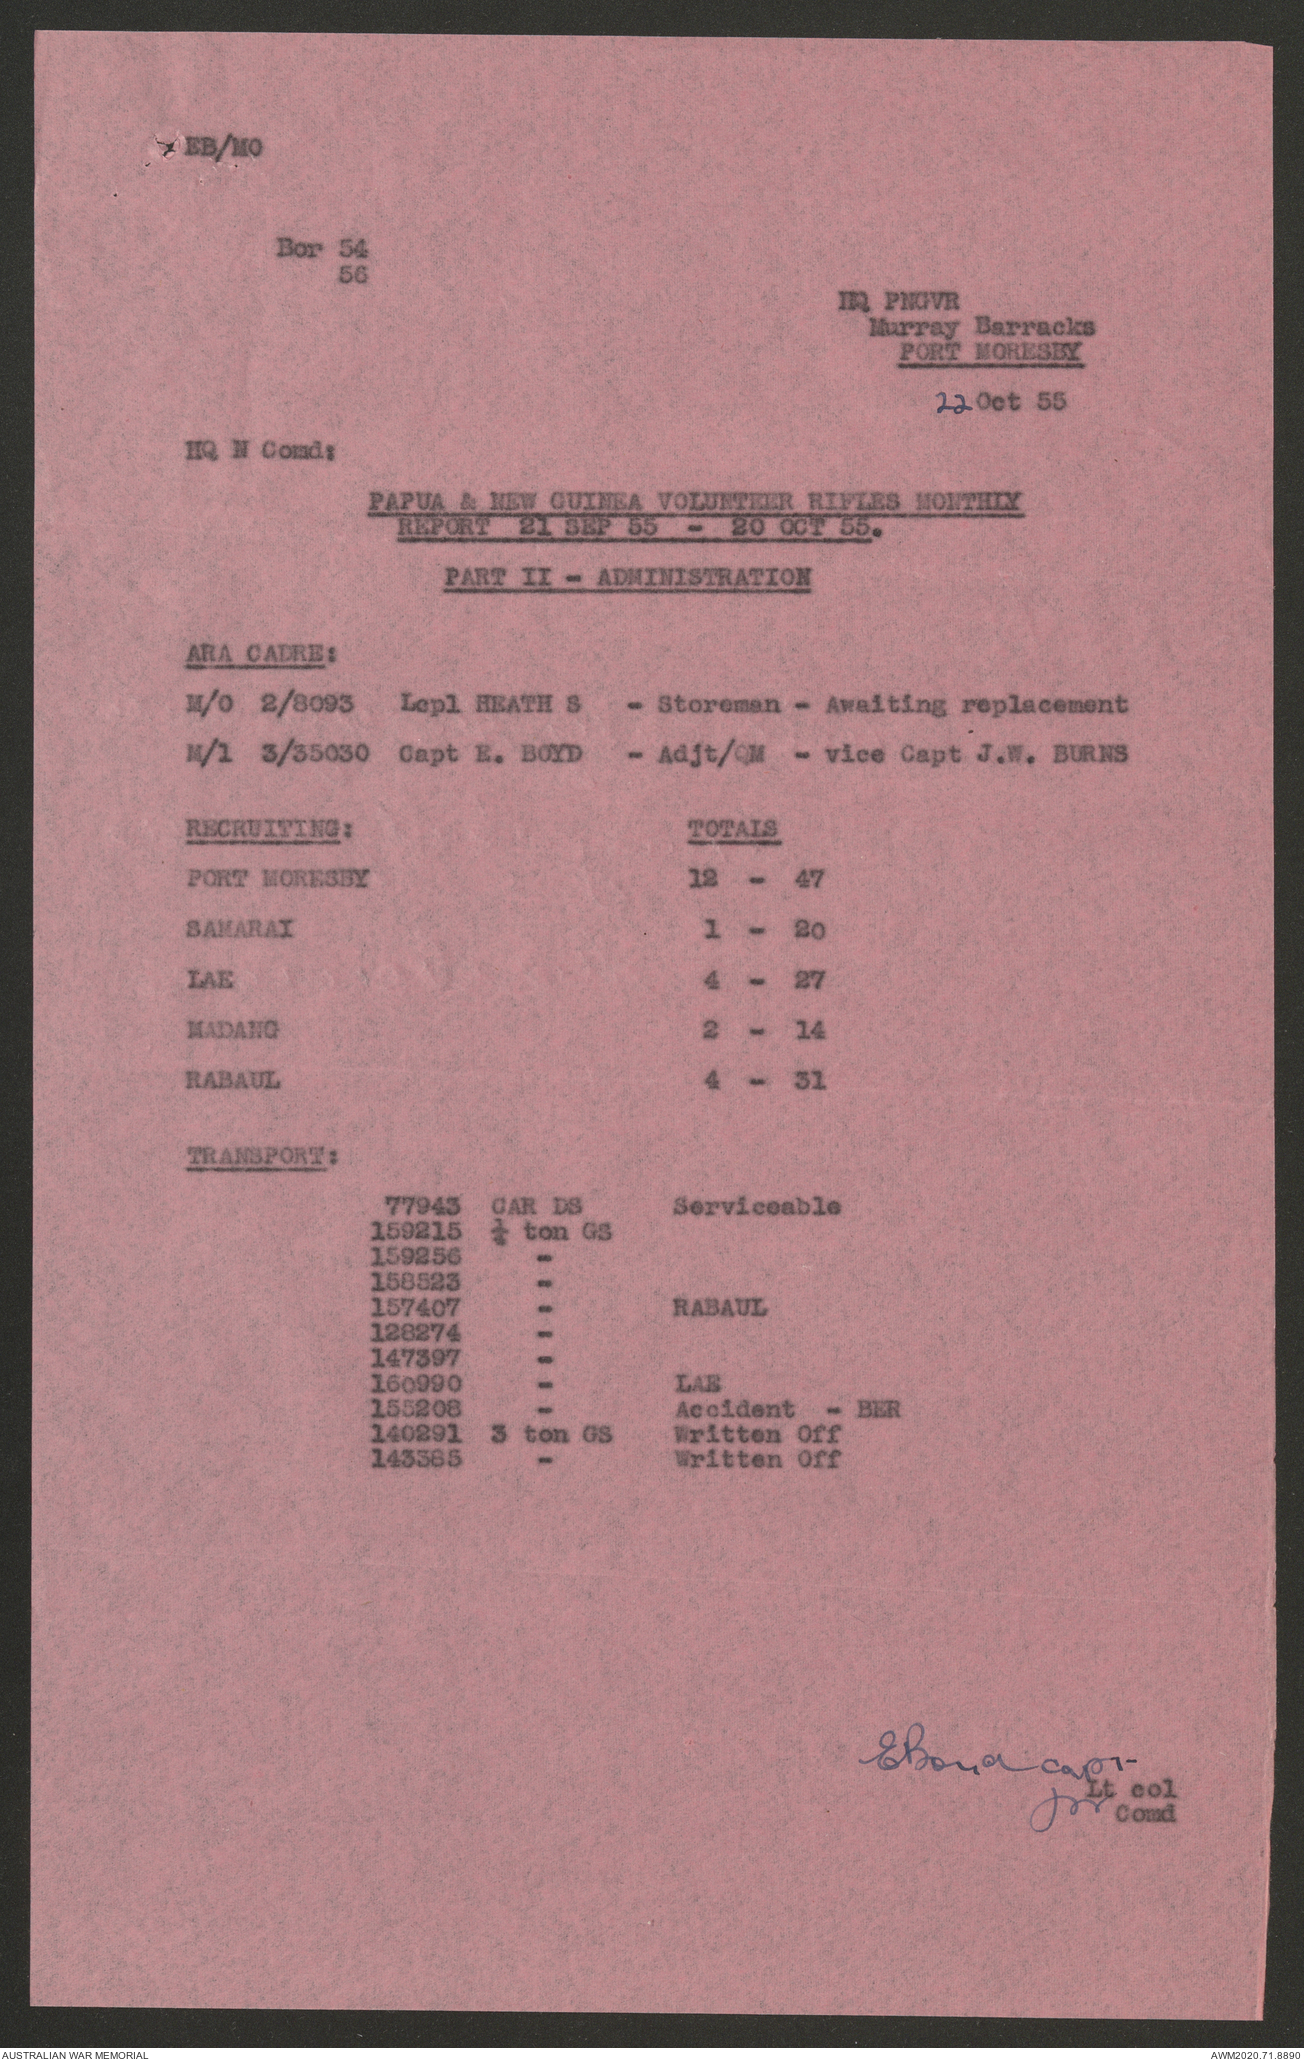 EB/MO
Bor 54
56
HQ PNGVR
Murray Barracks
PORT MORESBY
22 Oct 55
HQ N Comd:
PAPUA & NEW GUINEA VOLUNTEER RIFLES MONTHLY
REPORT 21 SEP 55 - 20 OCT 55.
PART II - ADMINISTRATION
ARA CADRE:
M/O 2/8093 Lcpl HEATH S - Storeman - Awaiting replacement
M/1 3/35030 Capt E. BOYD - Adjt/QM - vice Capt J.W. BURNS
RECRUITING: TOTALS
PORT MORESBY 12 - 47
SAMARAI 1 - 20
LAE 4 - 27
MADANG 2 - 14
RABAUL 4 - 31
TRANSPORT:
77943 CAR DS Serviceable
159215 ¼ ton GS
159256 -
158523 -
157407 - RABAUL
128274 -
147397 -
160990 - LAE
155208 - Accident - BER
140291 3 ton GS Written Off
143385 - Written Off
EBoyd capt
Lt col
for Comd
AUSTRALIAN WAR MEMORIAL AWM2020.71.8890